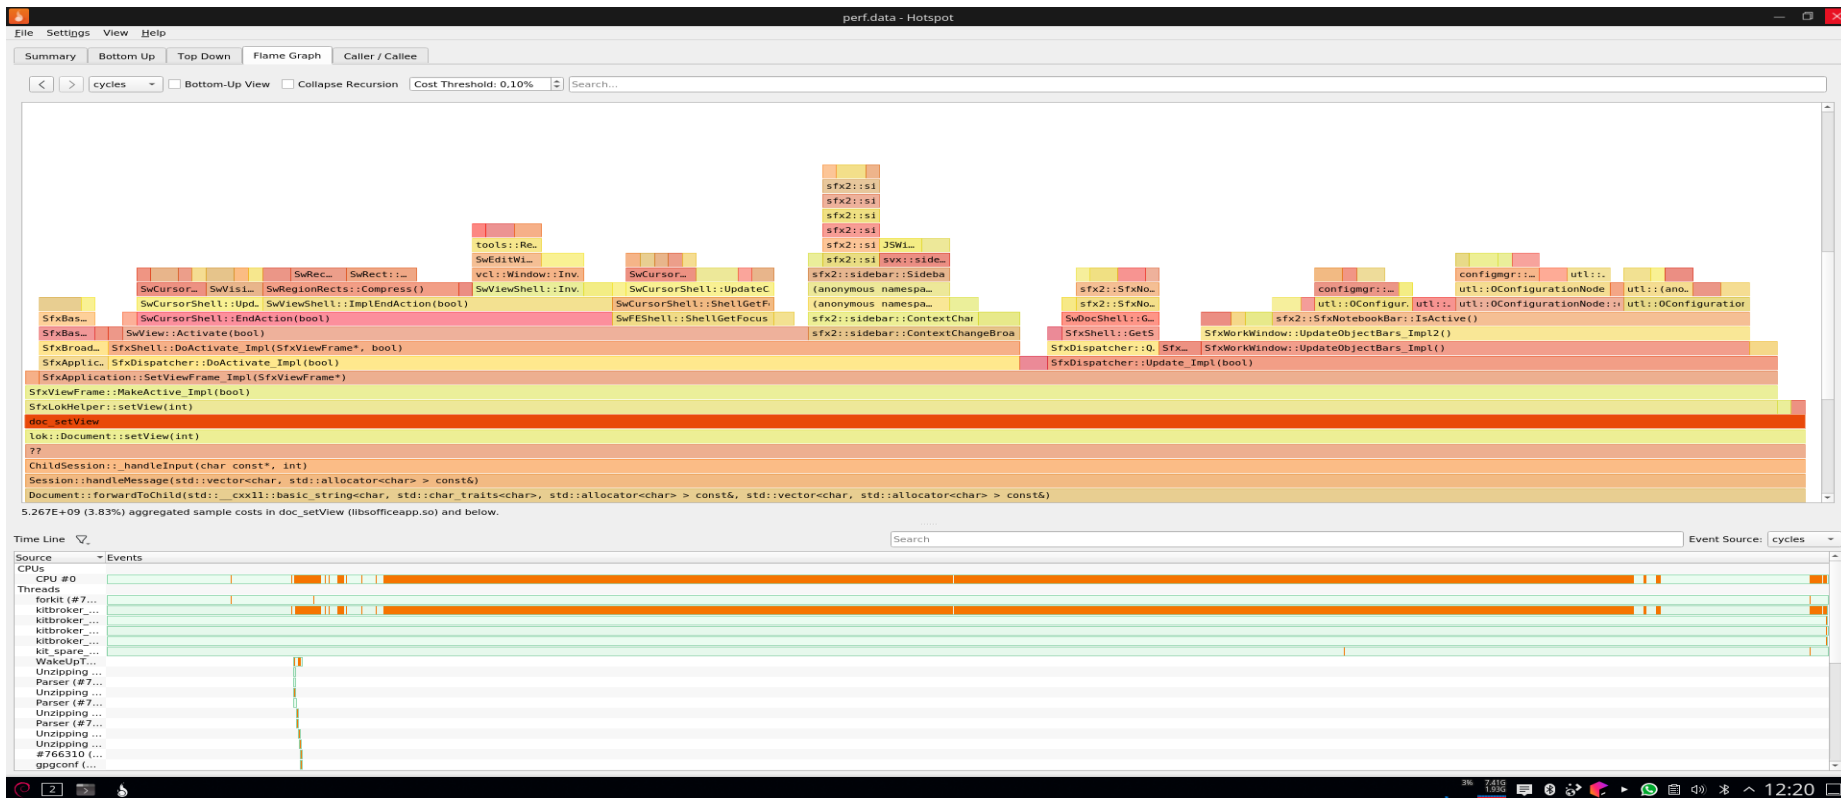 perf.data - Hotspot
File Settings View Help
Summary Bottom Up Top Down Flame Graph Caller / Callee
< > cycles Bottom-Up View Collapse Recursion Cost Threshold: 0,10% Search...
sfx2::si
sfx2::si
sfx2::si
sfx2::si
tools::Re... sfx2::si JSWi...
SwEditWi... sfx2::si svx::side...
SwRec... SwRect::... vcl::Window::Inv. SwCursor... sfx2::sidebar::Sideba configmgr::... utl::.
SwCursor... SwVisi... SwRegionRects::Compress() SwViewShell::Inv. SwCursorShell::UpdateC (anonymous namespa... sfx2::SfxNo... configmgr::... utl::OConfigurationNode utl::(ano...
SwCursorShell::Upd.. SwViewShell::ImplEndAction(bool) SwCursorShell::ShellGetF (anonymous namespa... sfx2::SfxNo... utl::OConfigur. utl::. utl::OConfigurationNode:: utl::OConfiguration
SfxBas... SwCursorShell::EndAction(bool) SwFEShell::ShellGetFocus sfx2::sidebar::ContextChar SwDocShell::G... sfx2::SfxNotebookBar::IsActive()
SfxBas... SwView::Activate(bool) sfx2::sidebar::ContextChangeBroa SfxShell::GetS SfxWorkWindow::UpdateObjectBars_Impl2()
SfxBroad.. SfxShell::DoActivate_Impl(SfxViewFrame*, bool) SfxDispatcher::Q. Sfx... SfxWorkWindow::UpdateObjectBars_Impl()
SfxApplic.. SfxDispatcher::DoActivate_Impl(bool) SfxDispatcher::Update_Impl(bool)
SfxApplication::SetViewFrame_Impl(SfxViewFrame*)
SfxViewFrame::MakeActive_Impl(bool)
SfxLokHelper::setView(int)
doc_setView
lok::Document::setView(int)
??
ChildSession::_handleInput(char const*, int)
Session::handleMessage(std::vector<char, std::allocator<char> > const&)
Document::forwardToChild(std::__cxx11::basic_string<char, std::char_traits<char>, std::allocator<char> > const&, std::vector<char, std::allocator<char> > const&)
5.267E+09 (3.83%) aggregated sample costs in doc_setView (libsofficeapp.so) and below.
Time Line Search Event Source: cycles
Source Events
CPUs
CPU #0
Threads
forkit (#7...
kitbroker_...
kitbroker_...
kitbroker_...
kitbroker_...
kit_spare_...
WakeUpT...
Unzipping ...
Parser (#7...
Unzipping ...
Parser (#7...
Unzipping ...
Parser (#7...
Unzipping ...
Unzipping ...
#766310 (...
gpgconf (...
2 3% 7.41G 1.93G 12:20